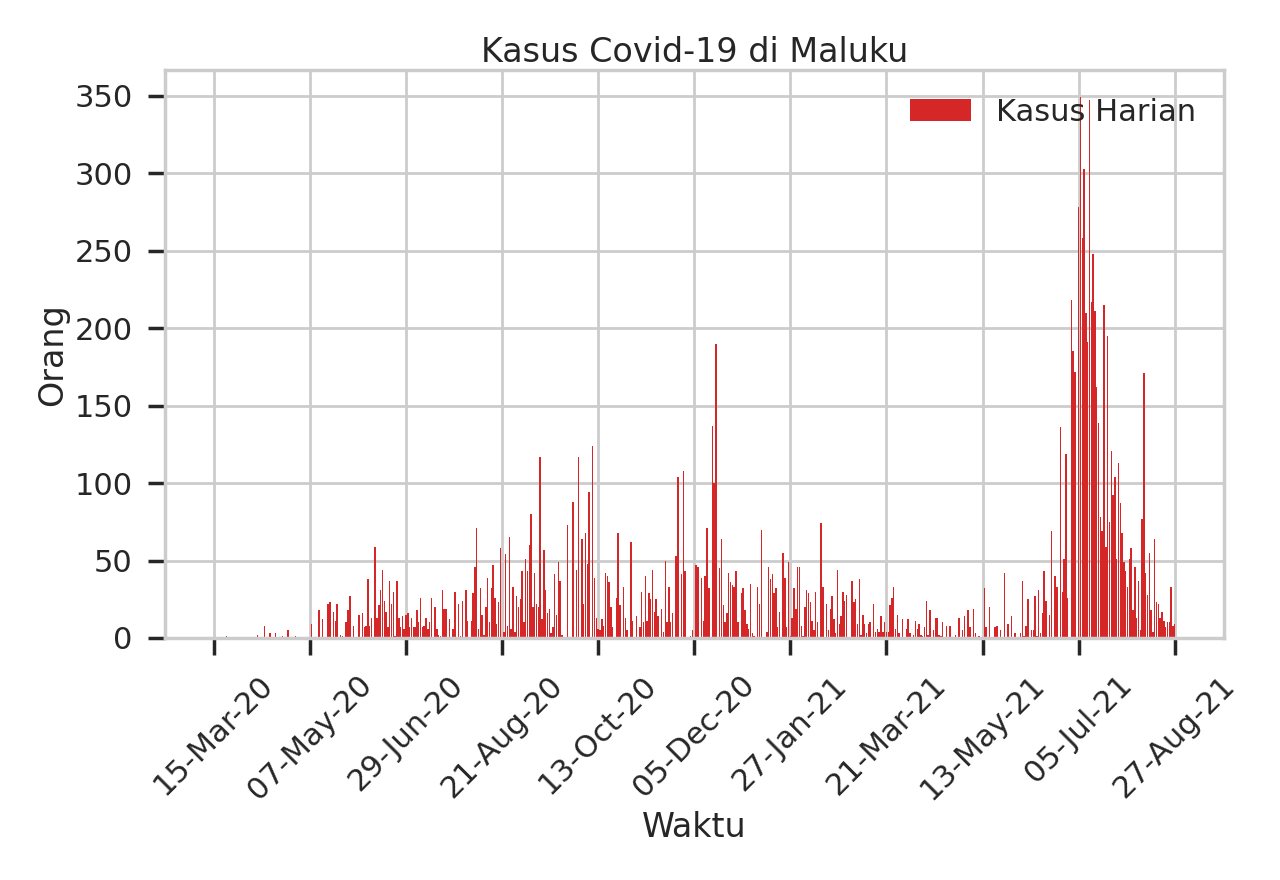 Kasus Covid-19 di Maluku
Kasus Harian
Orang
350
300
250
200
150
100
50
0
15-Mar-20
07-May-20
29-Jun-20
21-Aug-20
13-Oct-20
05-Dec-20
27-Jan-21
21-Mar-21
13-May-21
05-Jul-21
27-Aug-21
Waktu